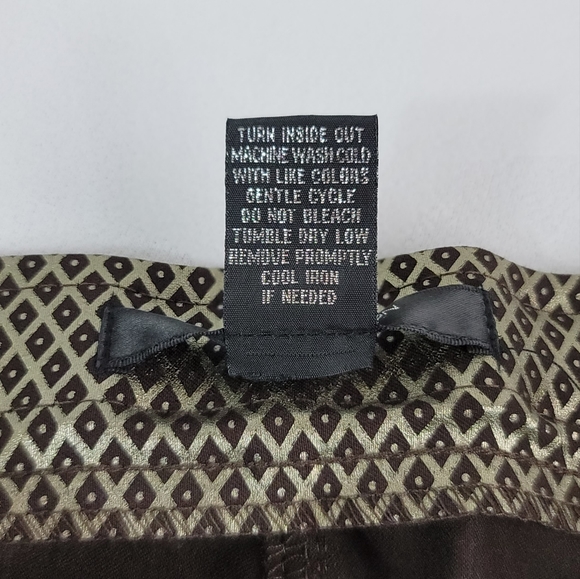 TURN INSIDE OUT
MACHINE WASH COLD
WITH LIKE COLORS
GENTLE CYCLE
DO NOT BLEACH
TUMBLE DRY LOW
REMOVE PROMPTLY
COOL IRON
IF NEEDED